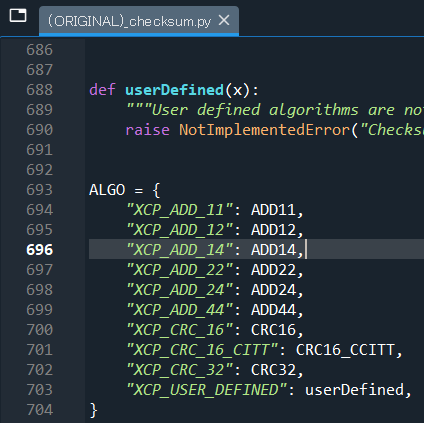 (ORIGINAL)_checksum.py ×
686
687
688 def userDefined(x):
689 """User defined algorithms are not
690 raise NotImplementedError("Checksu
691
692
693 ALGO = {
694 "XCP_ADD_11": ADD11,
695 "XCP_ADD_12": ADD12,
696 "XCP_ADD_14": ADD14,
697 "XCP_ADD_22": ADD22,
698 "XCP_ADD_24": ADD24,
699 "XCP_ADD_44": ADD44,
700 "XCP_CRC_16": CRC16,
701 "XCP_CRC_16_CITT": CRC16_CCITT,
702 "XCP_CRC_32": CRC32,
703 "XCP_USER_DEFINED": userDefined,
704 }